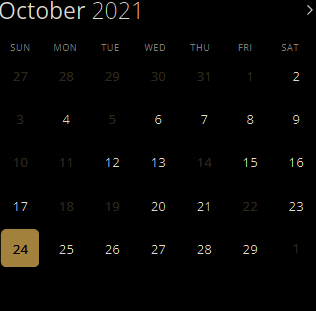 October 2021
SUN MON TUE WED THU FRI SAT
27 28 29 30 31 1 2
3 4 5 6 7 8 9
10 11 12 13 14 15 16
17 18 19 20 21 22 23
24 25 26 27 28 29 1